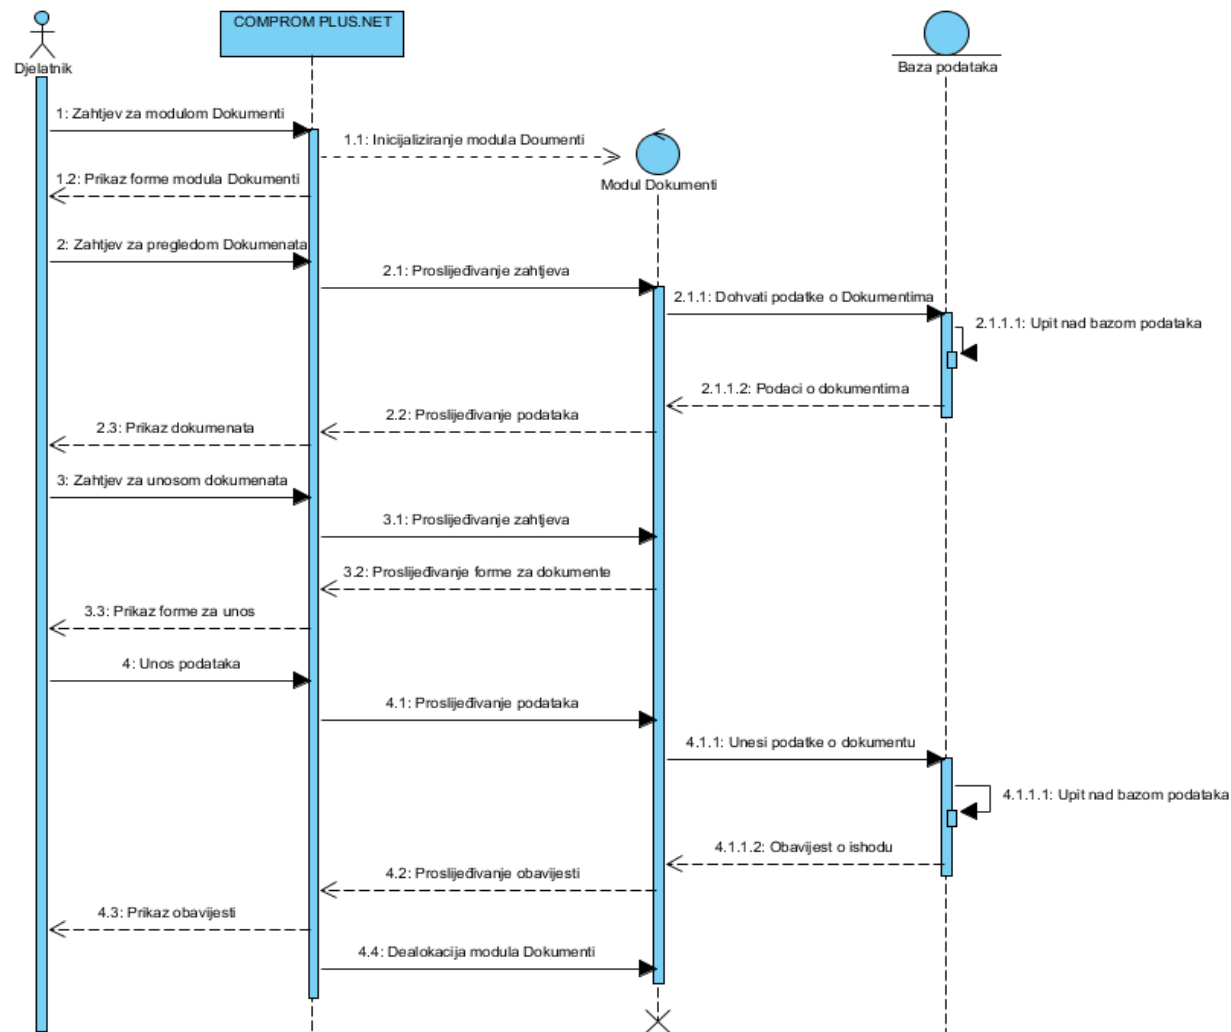 COMPROM PLUS.NET
Djelatnik
Baza podataka
1: Zahtjev za modulom Dokumenti
1.1: Inicijaliziranje modula Doumenti
1.2: Prikaz forme modula Dokumenti
Modul Dokumenti
2: Zahtjev za pregledom Dokumenata
2.1: Proslijeđivanje zahtjeva
2.1.1: Dohvati podatke o Dokumentima
2.1.1.1: Upit nad bazom podataka
2.1.1.2: Podaci o dokumentima
2.2: Proslijeđivanje podataka
2.3: Prikaz dokumenata
3: Zahtjev za unosom dokumenata
3.1: Proslijeđivanje zahtjeva
3.2: Proslijeđivanje forme za dokumente
3.3: Prikaz forme za unos
4: Unos podataka
4.1: Proslijeđivanje podataka
4.1.1: Unesi podatke o dokumentu
4.1.1.1: Upit nad bazom podataka
4.1.1.2: Obavijest o ishodu
4.2: Proslijeđivanje obavijesti
4.3: Prikaz obavijesti
4.4: Dealokacija modula Dokumenti